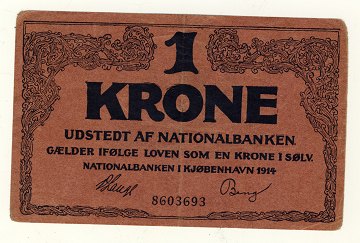 1
KRONE
UDSTEDT AF NATIONALBANKEN
GÆLDER IFØLGE LOVEN SOM EN KRONE I SØLV.
NATIONALBANKEN I KJØBENHAVN 1914
8603693